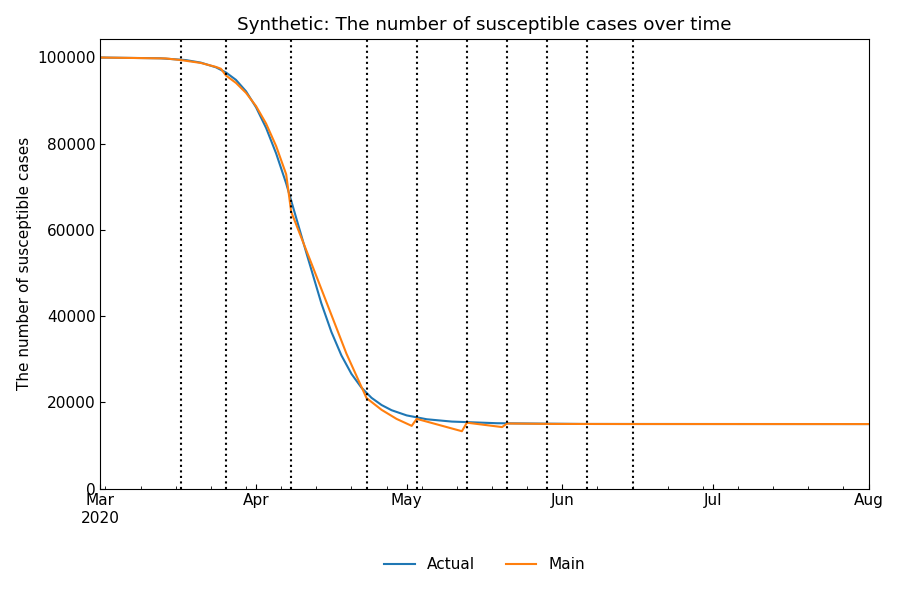 Synthetic: The number of susceptible cases over time
The number of susceptible cases
100000
80000
60000
40000
20000
0
Mar
2020
Apr
May
Jun
Jul
Aug
Actual
Main